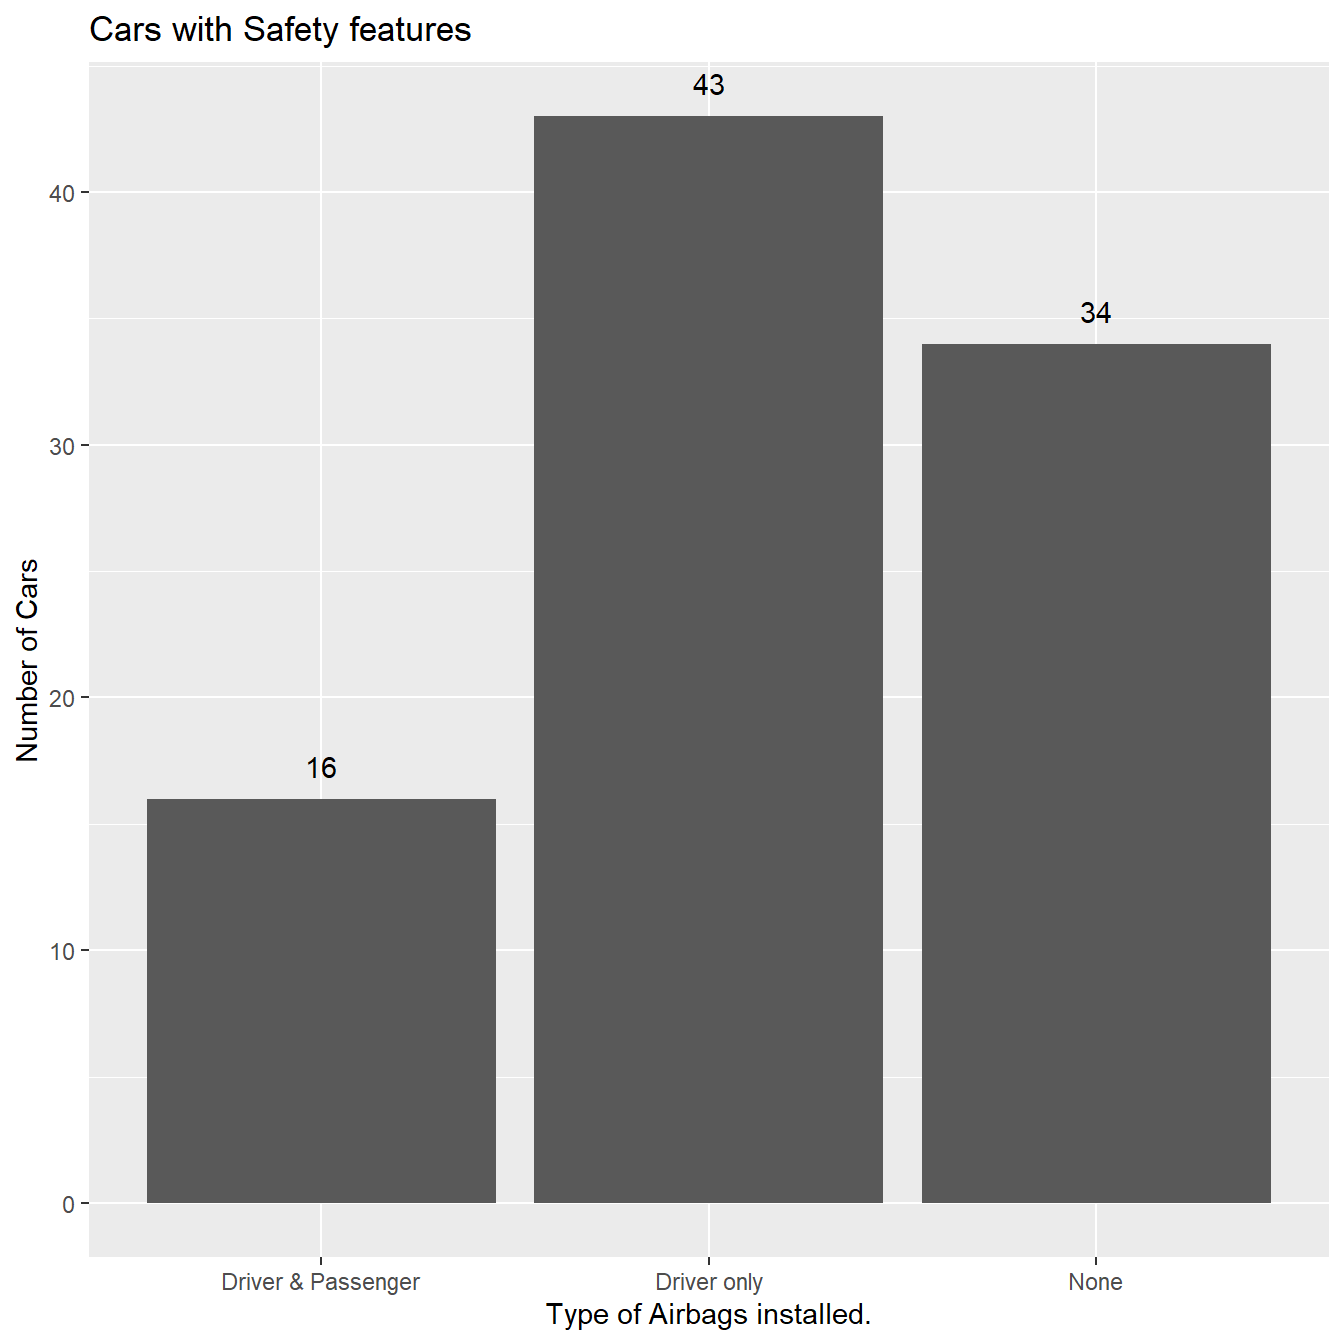 Cars with Safety features
43
40
34
30
Number of Cars
20
16
10
0
Driver & Passenger
Driver only
None
Type of Airbags installed.